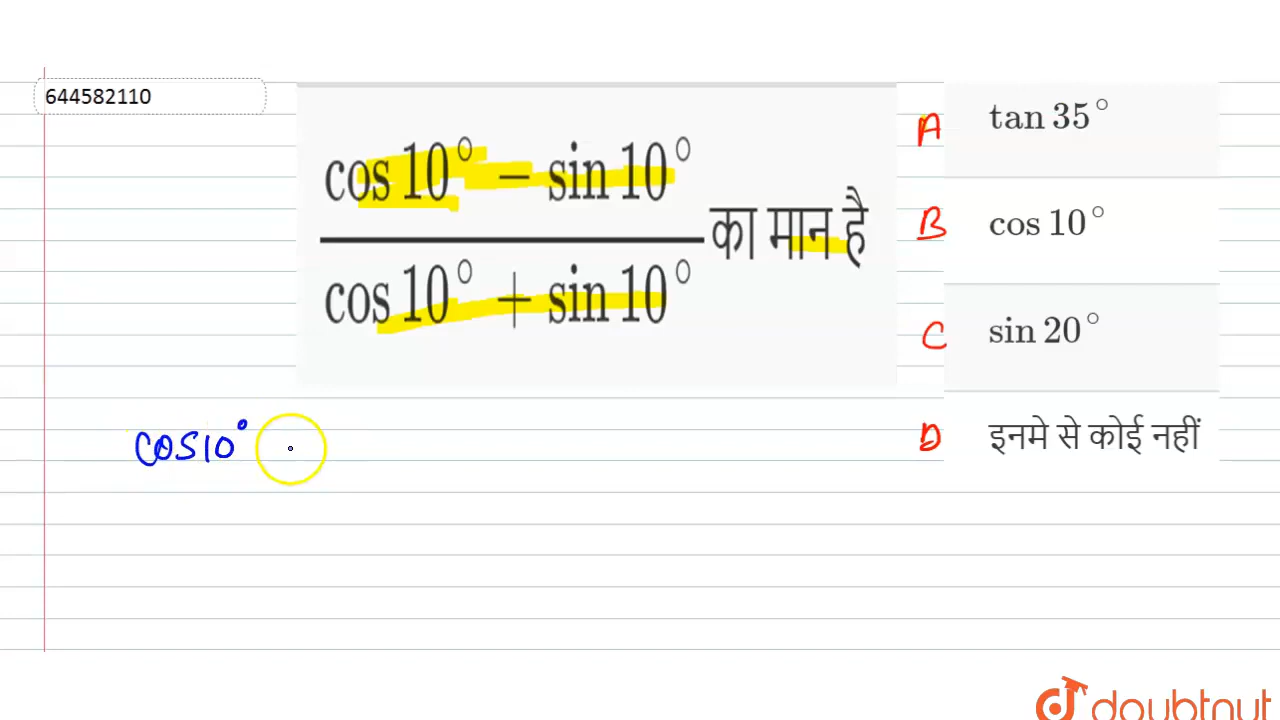 644582110
cos 10° − sin 10°
cos 10° + sin 10°
का मान है
A tan 35°
B cos 10°
C sin 20°
D इनमे से कोई नहीं
cos10°
doubtnut